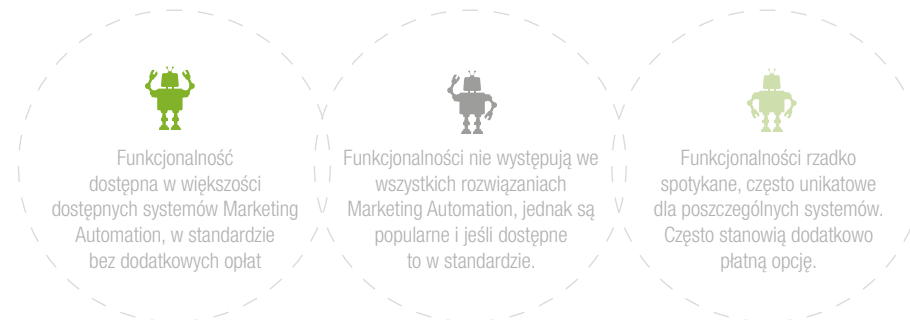 Funkcjonalność
dostępna w większości
dostępnych systemów Marketing
Automation, w standardzie
bez dodatkowych opłat
Funkcjonalności nie występują we
wszystkich rozwiązaniach
Marketing Automation, jednak są
popularne i jeśli dostępne
to w standardzie.
Funkcjonalności rzadko
spotykane, często unikatowe
dla poszczególnych systemów.
Często stanowią dodatkowo
płatną opcję.